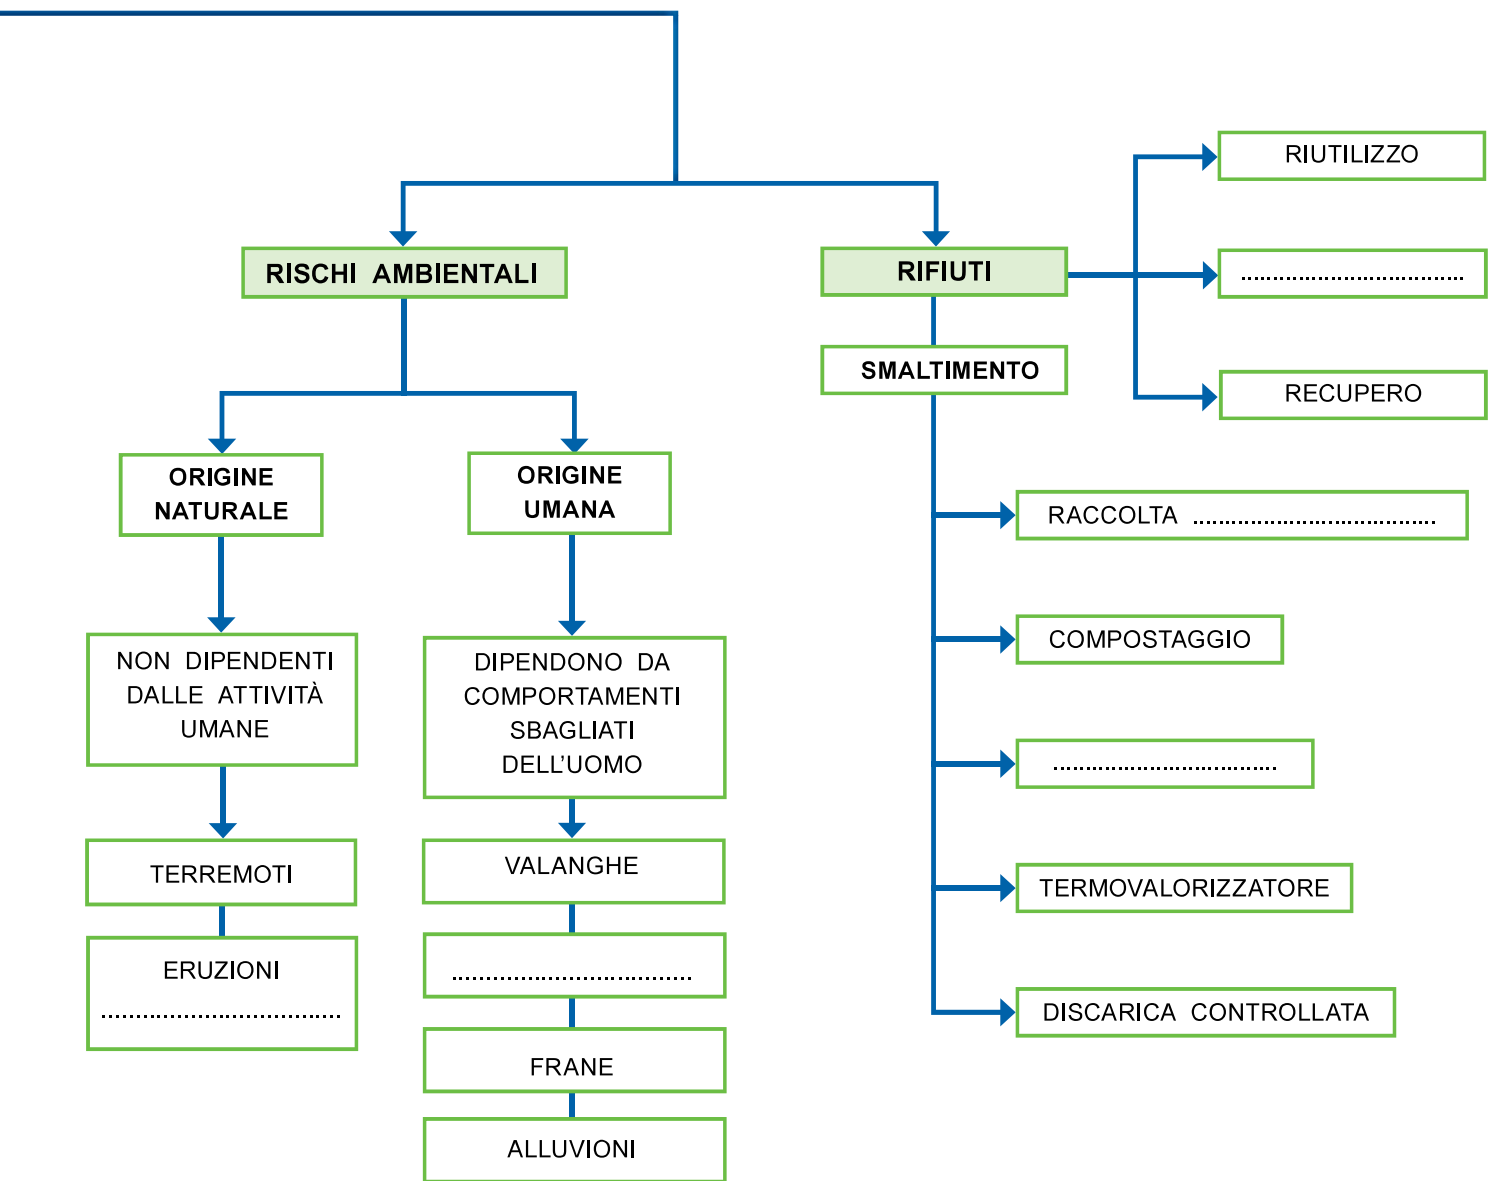 RISCHI AMBIENTALI
ORIGINE
NATURALE
NON DIPENDENTI
DALLE ATTIVITÀ
UMANE
TERREMOTI
ERUZIONI
........................................
ORIGINE
UMANA
DIPENDONO DA
COMPORTAMENTI
SBAGLIATI
DELL'UOMO
VALANGHE
........................................
FRANE
ALLUVIONI
RIFIUTI
RIUTILIZZO
........................................
RECUPERO
SMALTIMENTO
RACCOLTA ........................................
COMPOSTAGGIO
........................................
TERMOVALORIZZATORE
DISCARICA CONTROLLATA